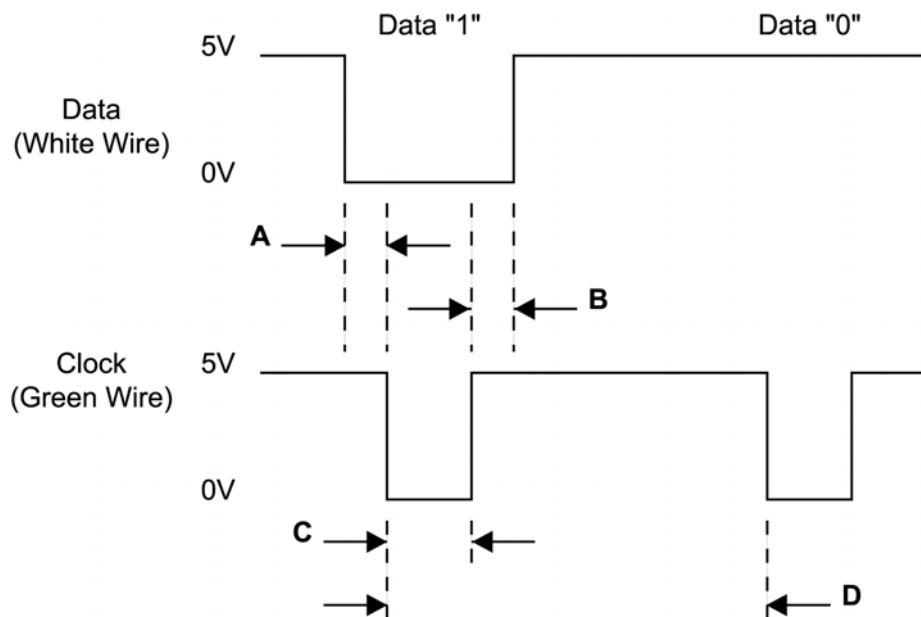 Data "1"
Data "0"
5V
Data
(White Wire)
0V
A
B
Clock
(Green Wire)
5V
0V
C
D